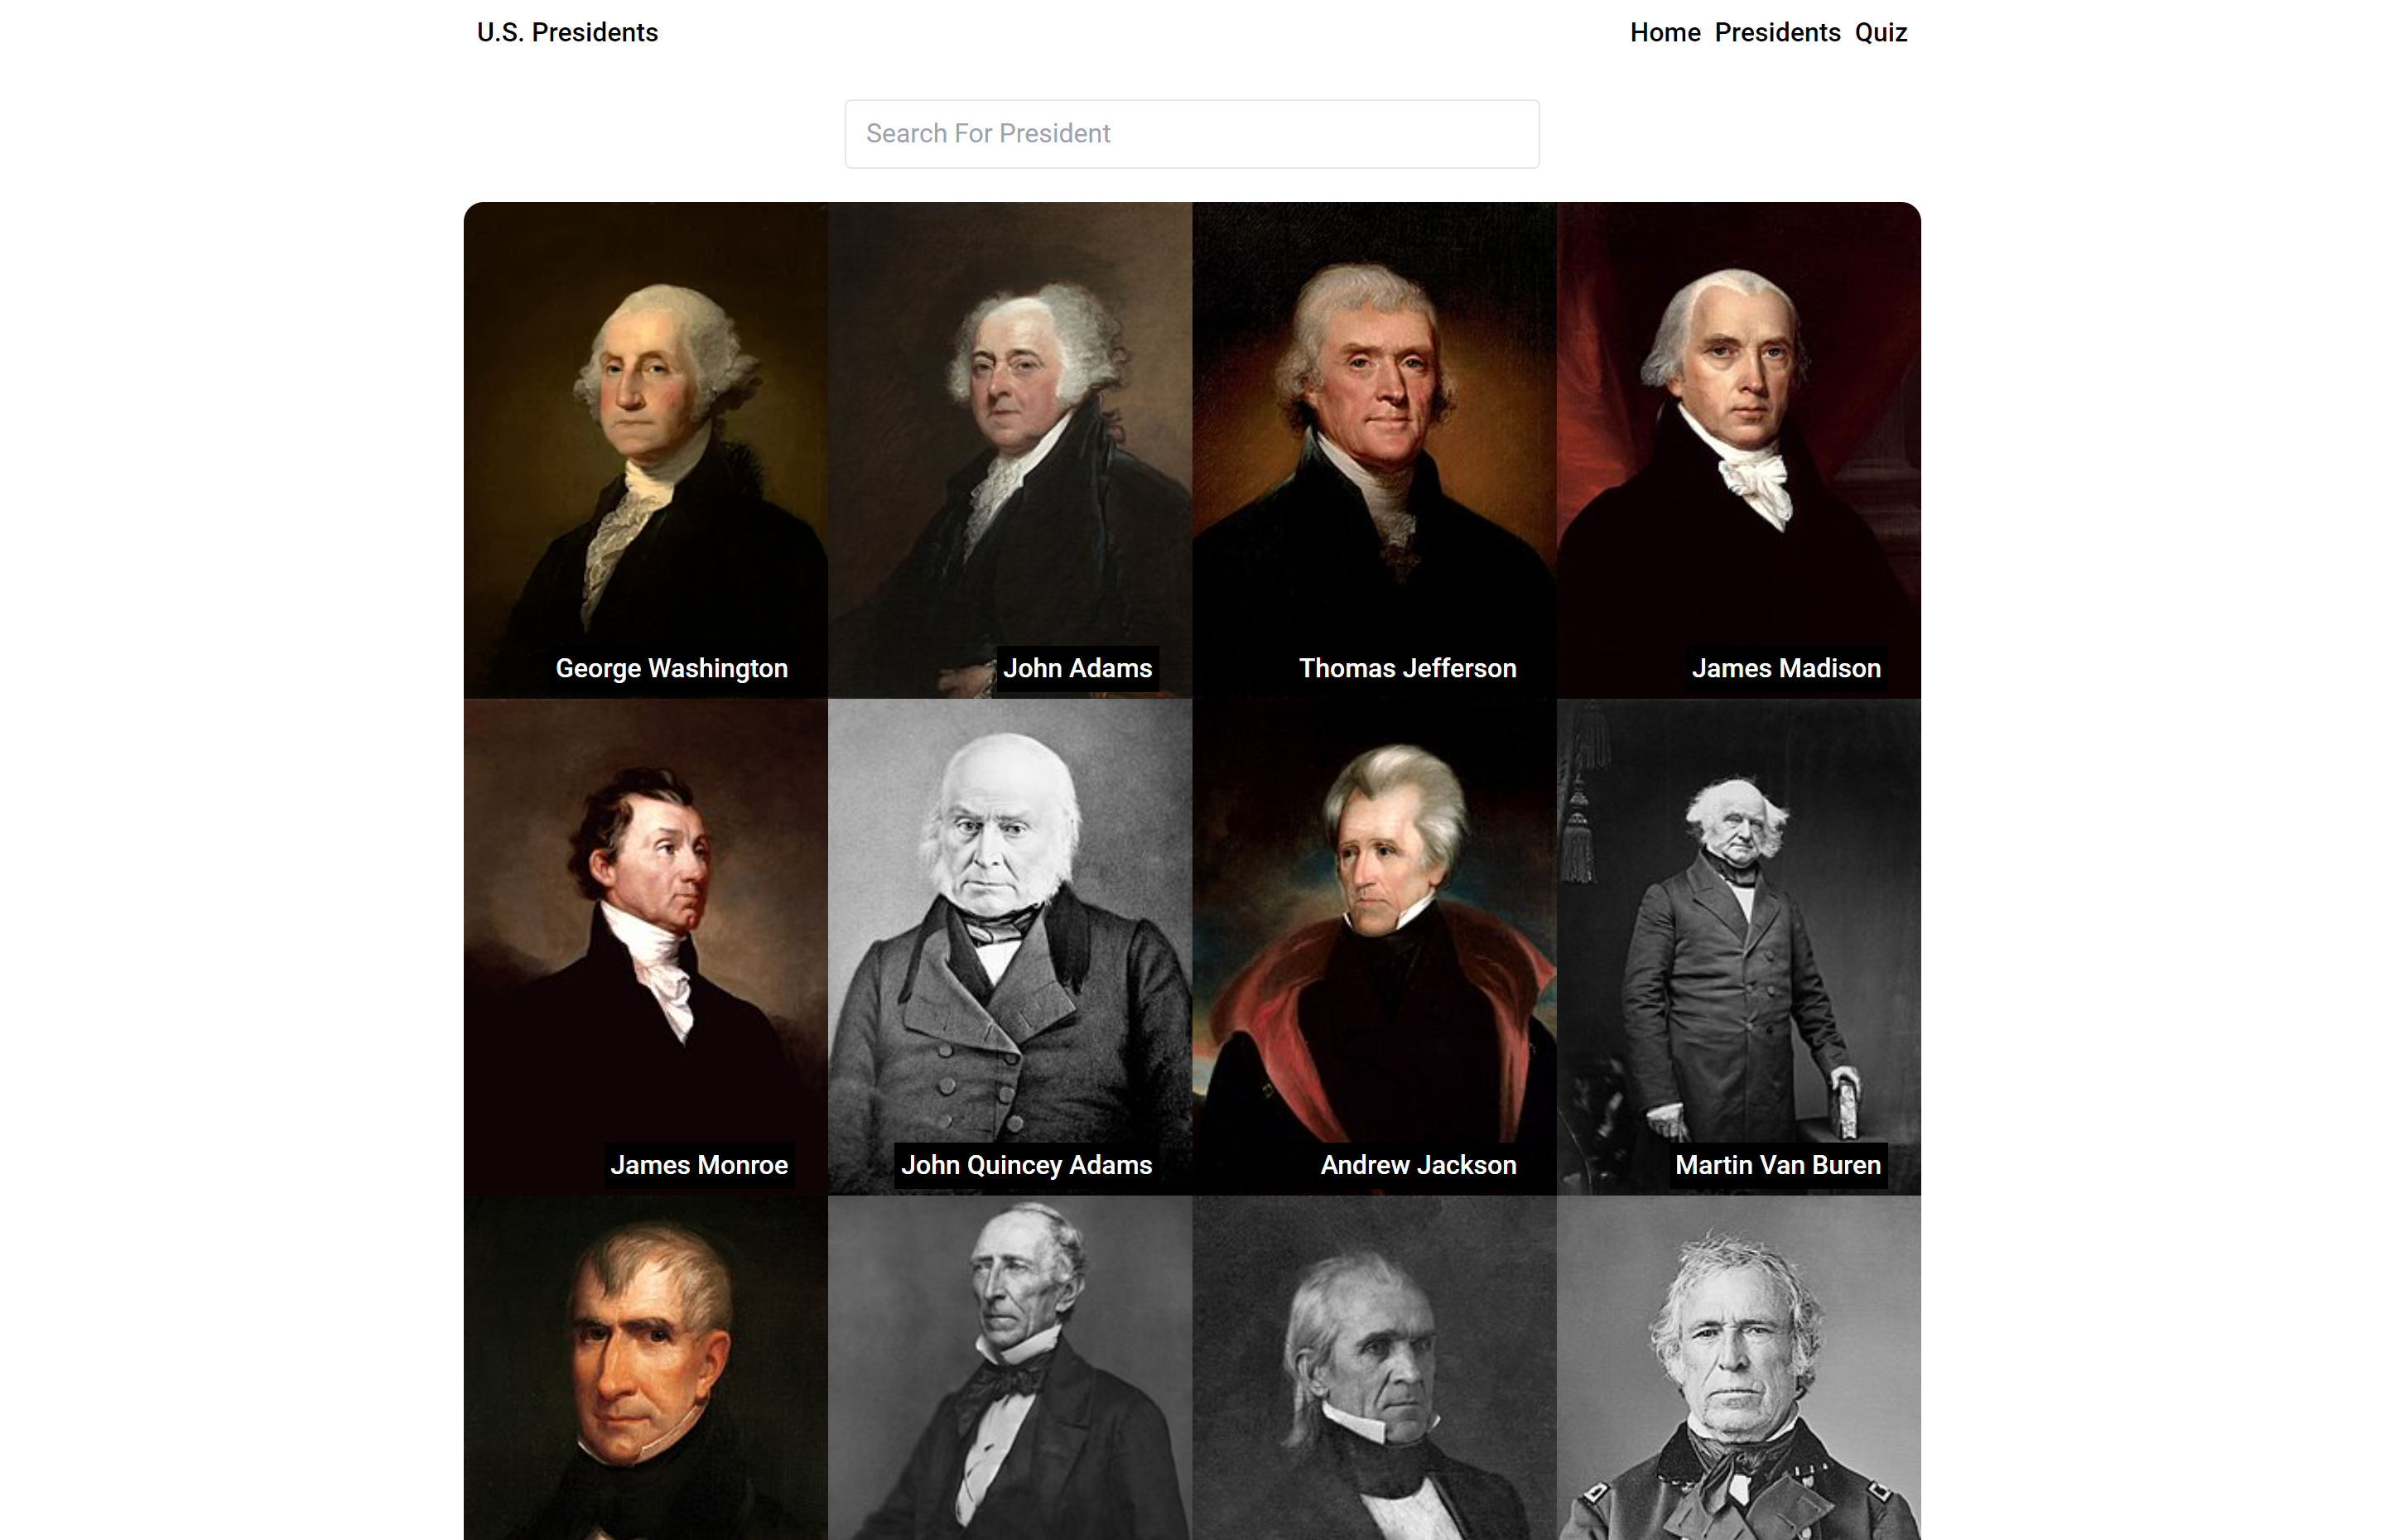 U.S. Presidents
Home Presidents Quiz
Search For President
George Washington
John Adams
Thomas Jefferson
James Madison
James Monroe
John Quincey Adams
Andrew Jackson
Martin Van Buren